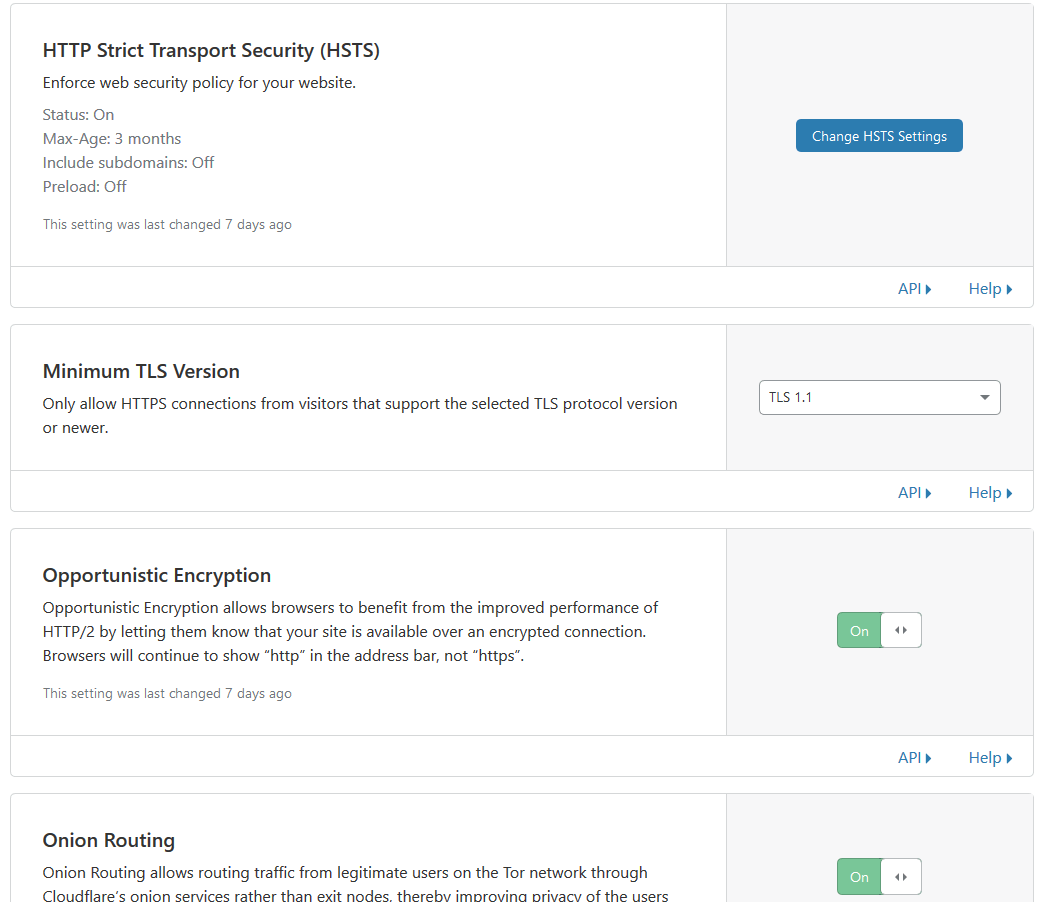 HTTP Strict Transport Security (HSTS)
Enforce web security policy for your website.
Status: On
Max-Age: 3 months
Include subdomains: Off
Preload: Off
This setting was last changed 7 days ago
Change HSTS Settings
API
Help
Minimum TLS Version
Only allow HTTPS connections from visitors that support the selected TLS protocol version
or newer.
TLS 1.1
API
Help
Opportunistic Encryption
Opportunistic Encryption allows browsers to benefit from the improved performance of
HTTP/2 by letting them know that your site is available over an encrypted connection.
Browsers will continue to show “http” in the address bar, not “https”.
This setting was last changed 7 days ago
On
API
Help
Onion Routing
Onion Routing allows routing traffic from legitimate users on the Tor network through
Cloudflare’s onion services rather than exit nodes, thereby improving privacy of the users
On